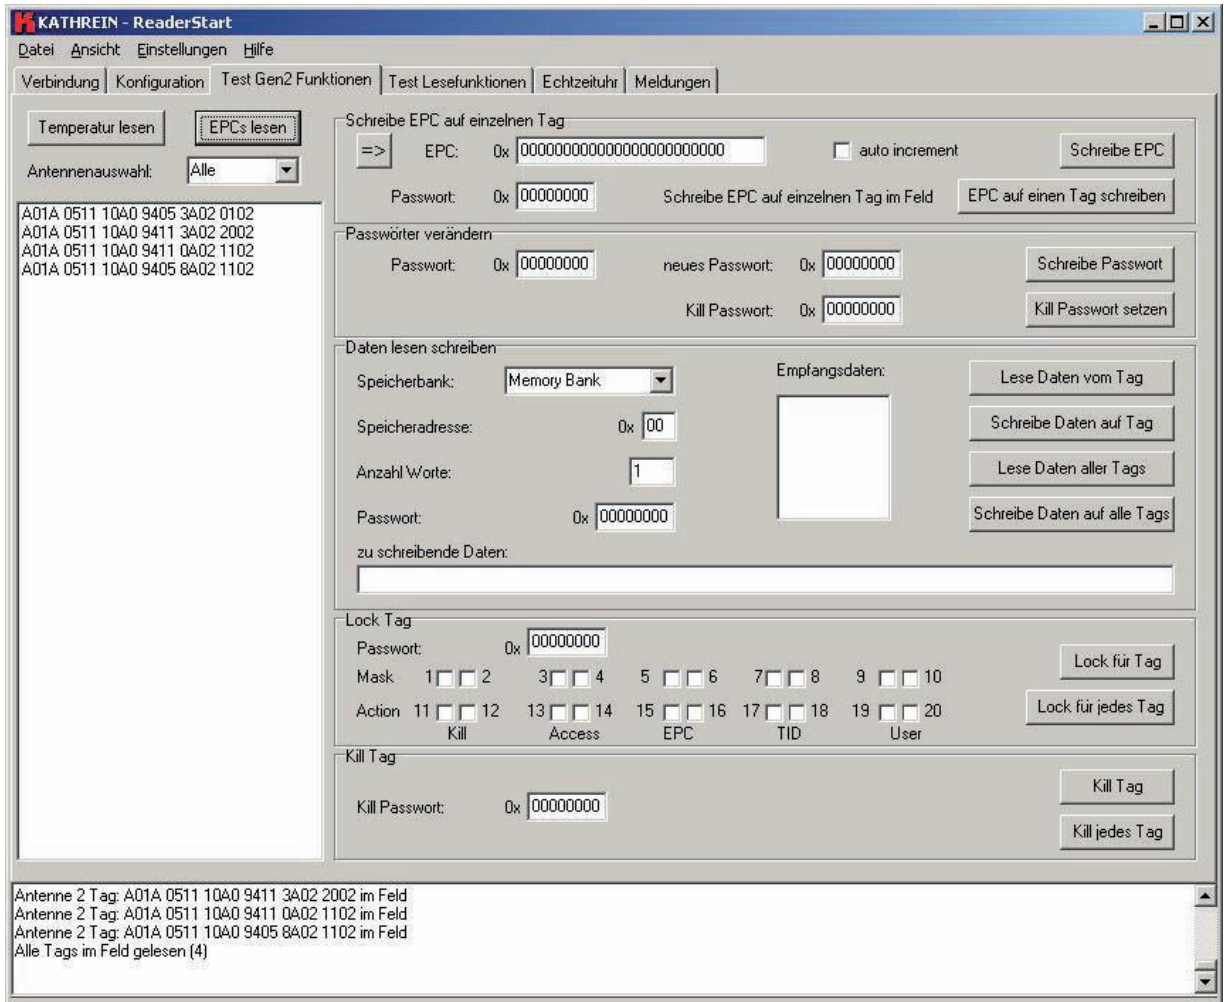 KATHREIN - ReaderStart
Datei Ansicht Einstellungen Hilfe
Verbindung Konfiguration Test Gen2 Funktionen Test Lesefunktionen Echtzeituhr Meldungen
Temperatur lesen EPCs lesen
Antennenauswahl: Alle
A01A 0511 10A0 9405 3A02 0102
A01A 0511 10A0 9411 3A02 2002
A01A 0511 10A0 9411 0A02 1102
A01A 0511 10A0 9405 8A02 1102
Schreibe EPC auf einzelnen Tag
=> EPC: 0x 000000000000000000000000 auto increment Schreibe EPC
Passwort: 0x 00000000 Schreibe EPC auf einzelnen Tag im Feld EPC auf einen Tag schreiben
Passwörter verändern
Passwort: 0x 00000000 neues Passwort: 0x 00000000 Schreibe Passwort
Kill Passwort: 0x 00000000 Kill Passwort setzen
Daten lesen schreiben
Speicherbank: Memory Bank Empfangsdaten: Lese Daten vom Tag
Speicheradresse: 0x 00 Schreibe Daten auf Tag
Anzahl Worte: 1 Lese Daten aller Tags
Passwort: 0x 00000000 Schreibe Daten auf alle Tags
zu schreibende Daten:
Lock Tag
Passwort: 0x 00000000
Mask 1 2 3 4 5 6 7 8 9 10 Lock für Tag
Action 11 12 13 14 15 16 17 18 19 20 Lock für jedes Tag
Kill Access EPC TID User
Kill Tag
Kill Passwort: 0x 00000000 Kill Tag
Kill jedes Tag
Antenne 2 Tag: A01A 0511 10A0 9411 3A02 2002 im Feld
Antenne 2 Tag: A01A 0511 10A0 9411 0A02 1102 im Feld
Antenne 2 Tag: A01A 0511 10A0 9405 8A02 1102 im Feld
Alle Tags im Feld gelesen (4)